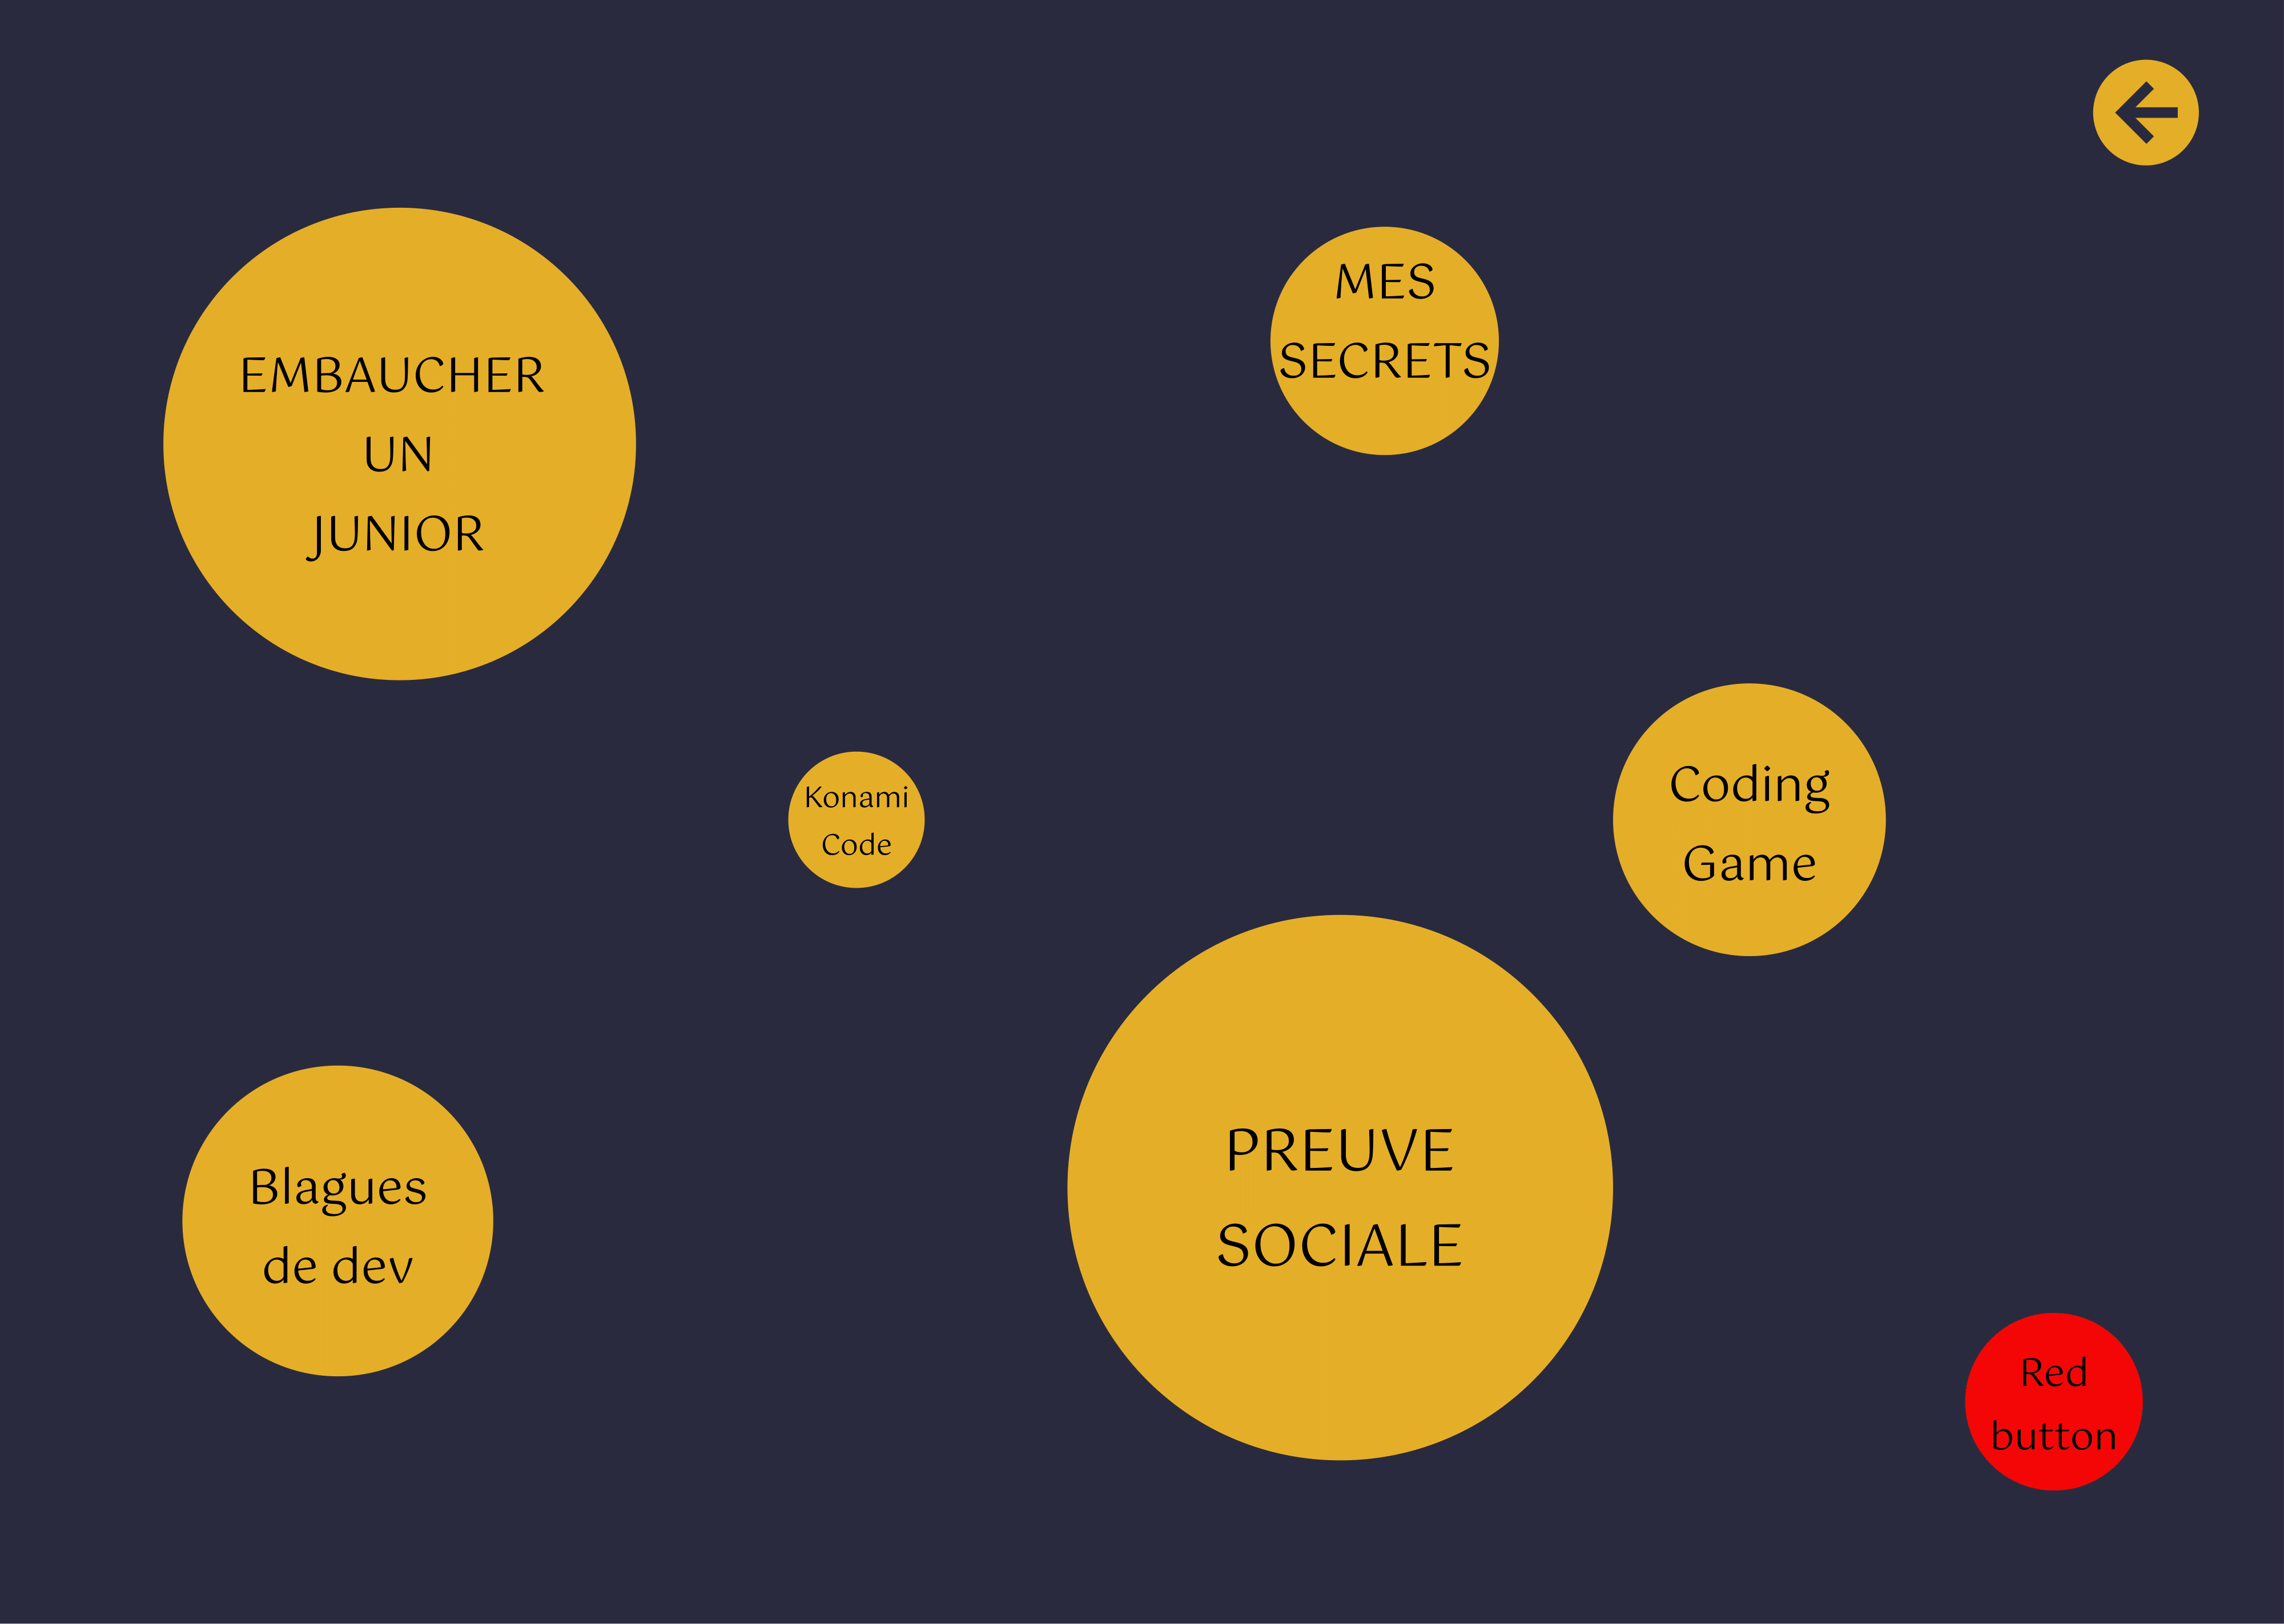 EMBAUCHER
UN
JUNIOR
MES
SECRETS
Konami
Code
Coding
Game
Blagues
de dev
PREUVE
SOCIALE
Red
button